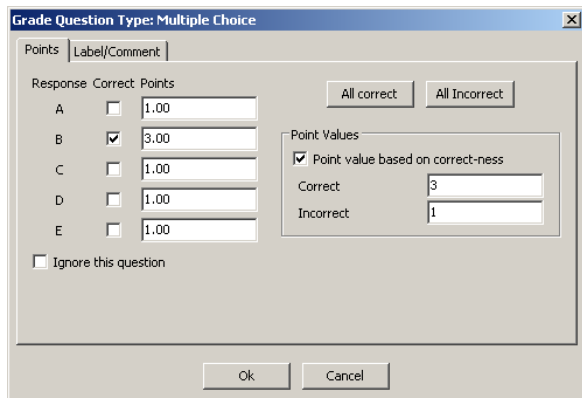 Grade Question Type: Multiple Choice
Points Label/Comment
Response Correct Points
A 1.00
B 3.00
C 1.00
D 1.00
E 1.00
Ignore this question
All correct All Incorrect
Point Values
Point value based on correct-ness
Correct 3
Incorrect 1
Ok Cancel